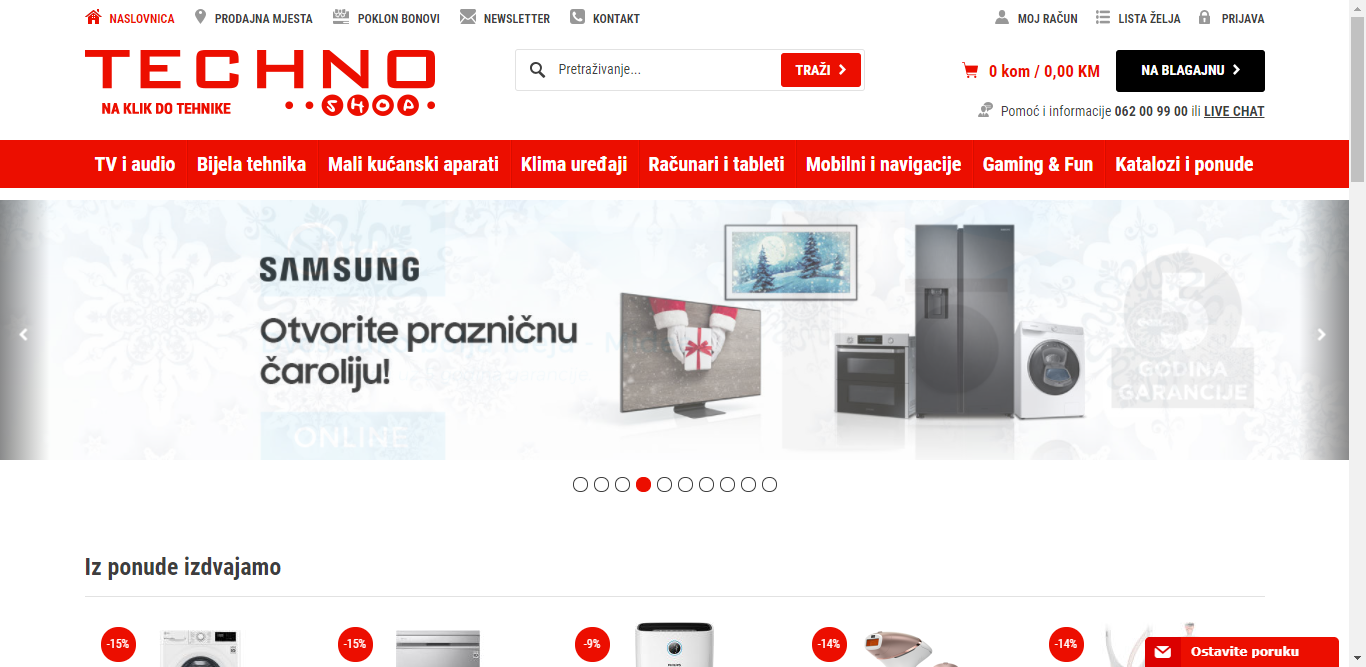 NASLOVNICA PRODAJNA MJESTA POKLON BONOVI NEWSLETTER KONTAKT MOJ RAČUN LISTA ŽELJA PRIJAVA
TECHNO
NA KLIK DO TEHNIKE SHOP
Pretraživanje... TRAŽI
0 kom / 0,00 KM NA BLAGAJNU
Pomoć i informacije 062 00 99 00 ili LIVE CHAT
TV i audio Bijela tehnika Mali kućanski aparati Klima uređaji Računari i tableti Mobilni i navigacije Gaming & Fun Katalozi i ponude
SAMSUNG
Otvorite prazničnu
čaroliju!
5
GODINA
GARANCIJE
ONLINE
Iz ponude izdvajamo
-15% -15% -9% -14% -14%
PHILIPS
Ostavite poruku